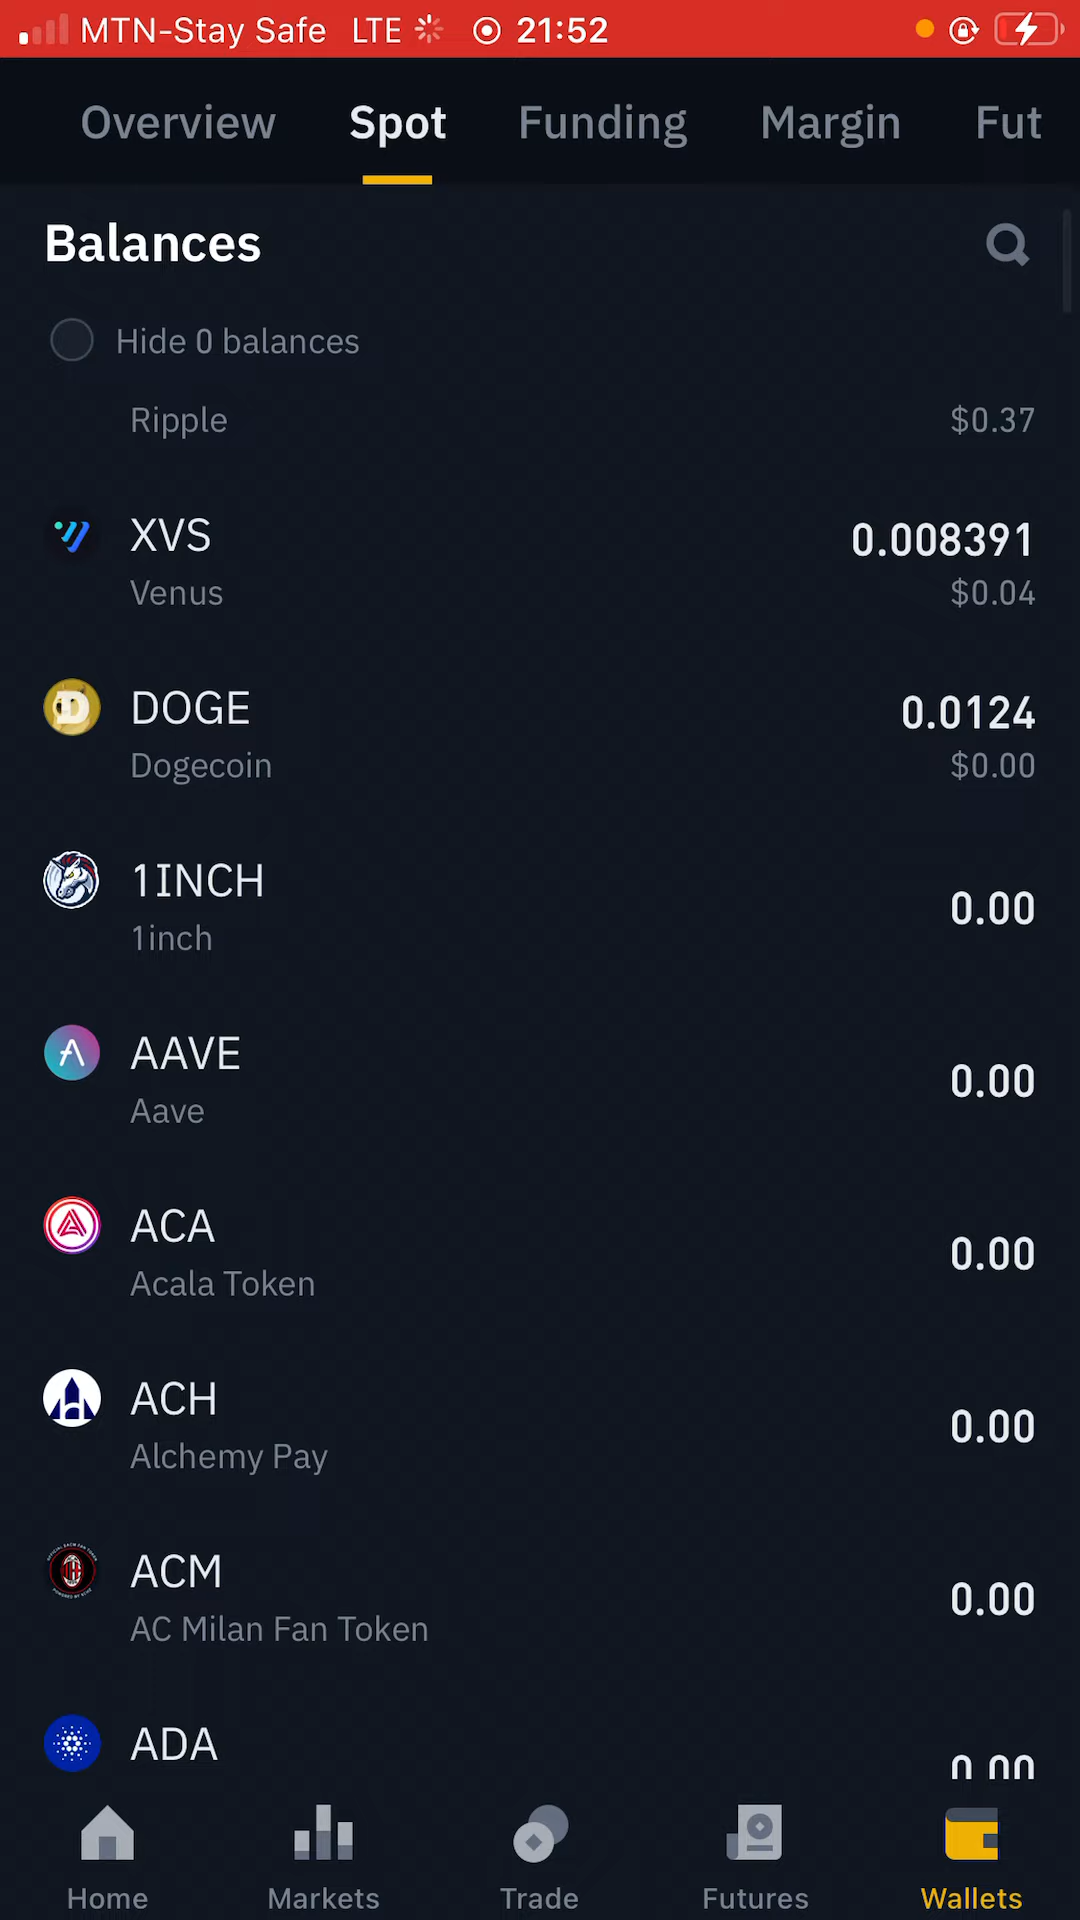 MTN-Stay Safe LTE 21:52
Overview Spot Funding Margin Fut
Balances
Hide 0 balances
Ripple $0.37
XVS 0.008391
Venus $0.04
DOGE 0.0124
Dogecoin $0.00
1INCH 0.00
1inch
AAVE 0.00
Aave
ACA 0.00
Acala Token
ACH 0.00
Alchemy Pay
ACM 0.00
AC Milan Fan Token
ADA 0.00
Home Markets Trade Futures Wallets